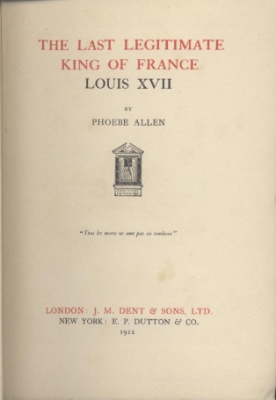 THE LAST LEGITIMATE
KING OF FRANCE
LOUIS XVII
BY
PHOEBE ALLEN
"Tous les morts ne sont pas au tombeau"
LONDON: J. M. DENT & SONS, LTD.
NEW YORK: E. P. DUTTON & CO.
1912